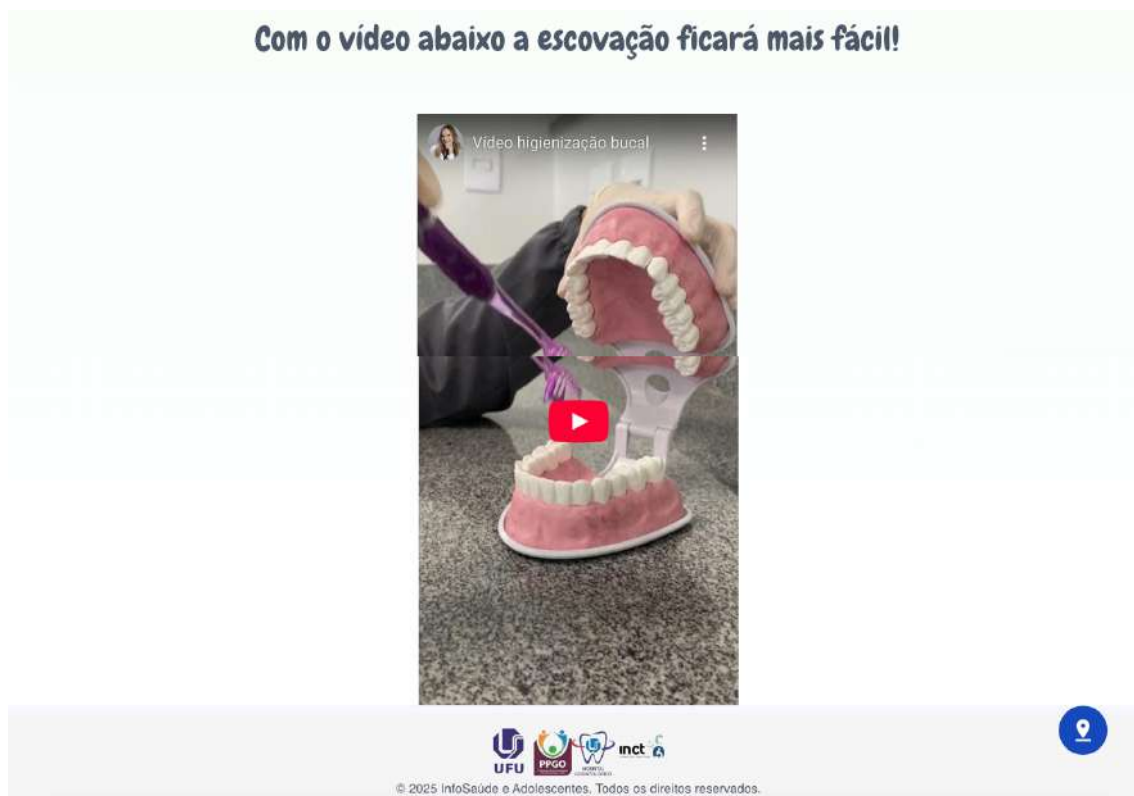 Com o vídeo abaixo a escovação ficará mais fácil!
Vídeo higienização bucal
UFU
PPGO
inct
© 2025 InfoSaúde e Adolescentes. Todos os direitos reservados.